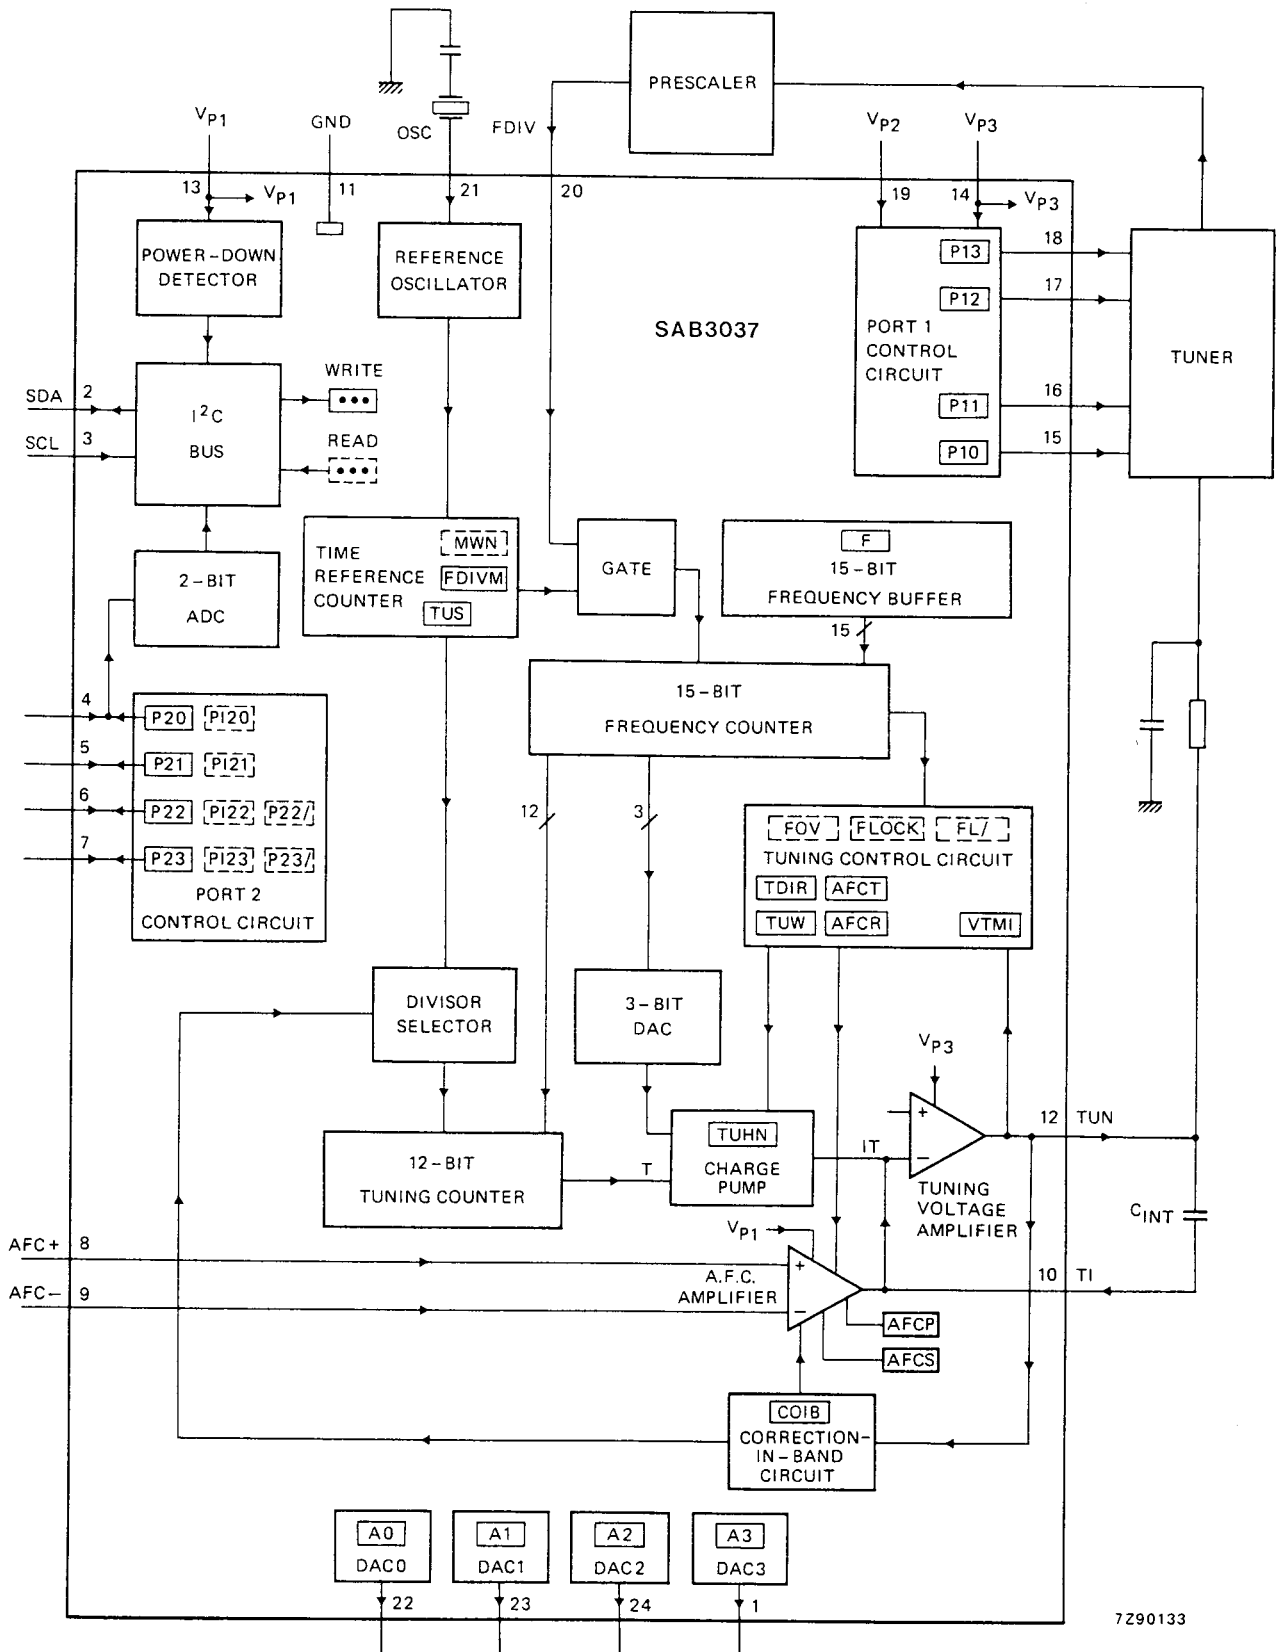 PRESCALER
VP1
GND
OSC
FDIV
VP2
VP3
13
VP1
11
21
20
19
14
VP3
POWER-DOWN
DETECTOR
REFERENCE
OSCILLATOR
SAB3037
P13
18
P12
17
PORT 1
CONTROL
CIRCUIT
P11
16
P10
15
TUNER
SDA
2
SCL
3
I2C
BUS
WRITE
READ
2-BIT
ADC
TIME
REFERENCE
COUNTER
MWN
FDIVM
TUS
GATE
F
15-BIT
FREQUENCY BUFFER
15
15-BIT
FREQUENCY COUNTER
4
P20
PI20
5
P21
PI21
6
P22
PI22
P22/
7
P23
PI23
P23/
PORT 2
CONTROL CIRCUIT
12
3
FOV
FLOCK
FL/
TUNING CONTROL CIRCUIT
TDIR
AFCT
TUW
AFCR
VTMI
DIVISOR
SELECTOR
3-BIT
DAC
VP3
12-BIT
TUNING COUNTER
T
TUHN
CHARGE
PUMP
IT
+
−
12
TUN
TUNING
VOLTAGE
AMPLIFIER
CINT
VP1
AFC+
8
AFC−
9
A.F.C.
AMPLIFIER
+
−
10
TI
AFCP
AFCS
COIB
CORRECTION-
IN-BAND
CIRCUIT
A0
DAC0
A1
DAC1
A2
DAC2
A3
DAC3
22
23
24
1
7Z90133